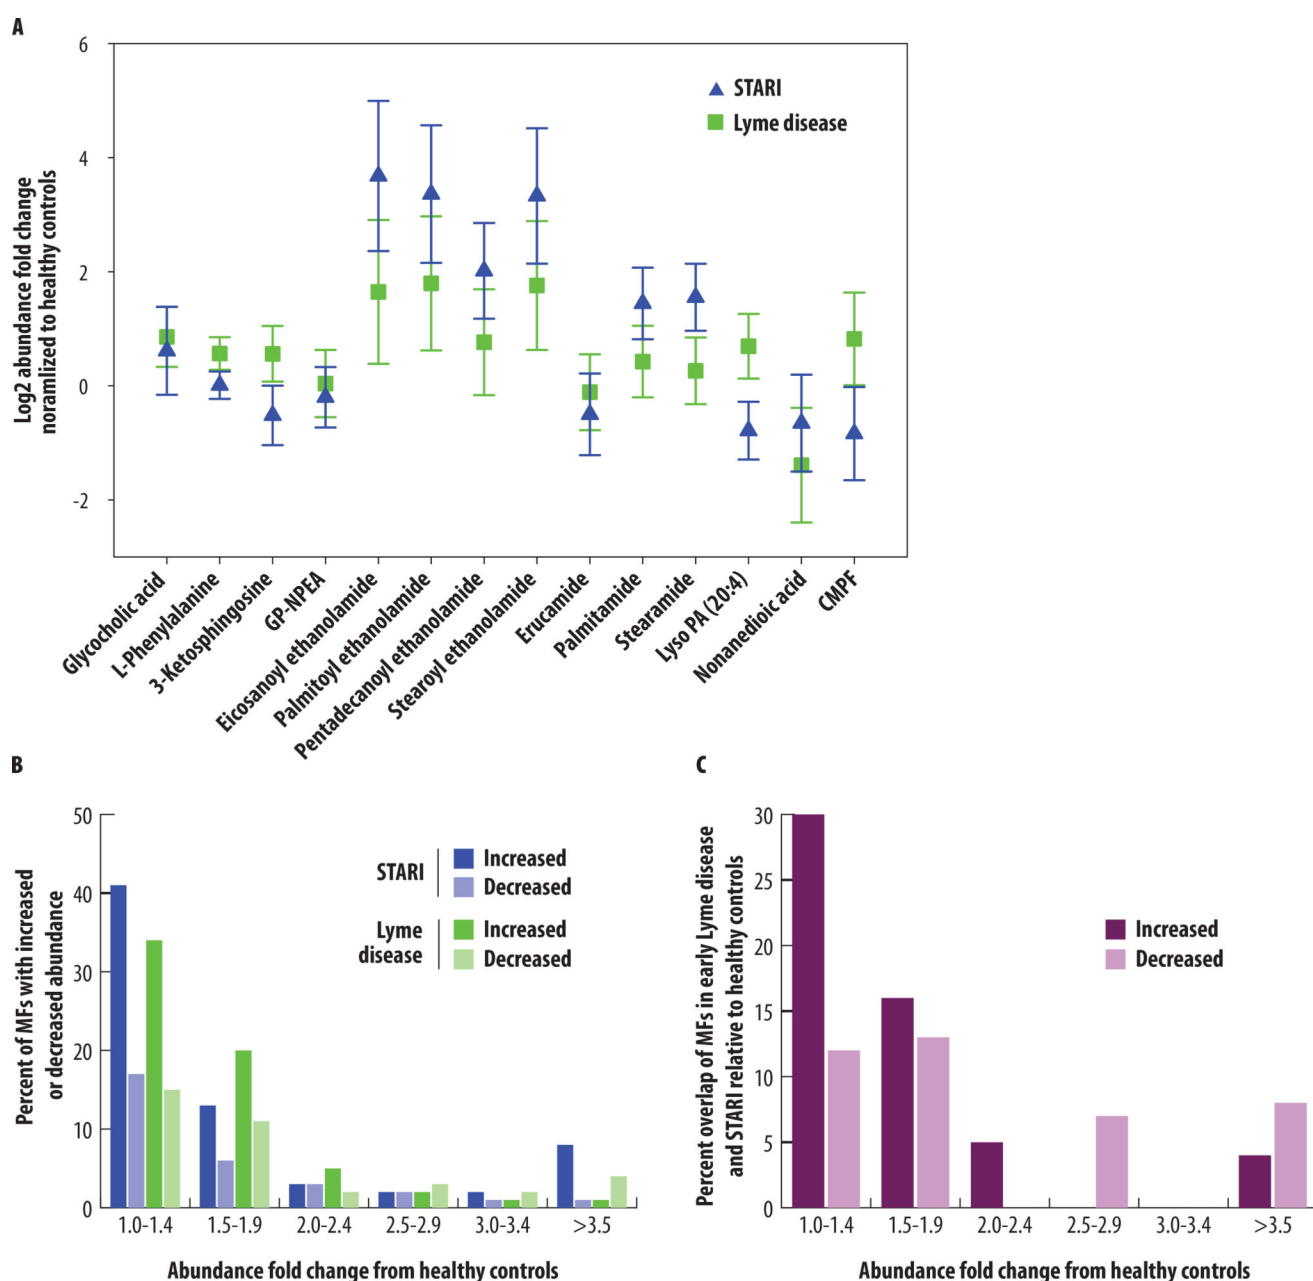 A
6
4
2
0
-2
Log2 abundance fold change
noramlized to healthy controls
STARI
Lyme disease
Glycocholic acid
L-Phenylalanine
3-Ketosphingosine
GP-NPEA
Eicosanoyl ethanolamide
Palmitoyl ethanolamide
Pentadecanoyl ethanolamide
Stearoyl ethanolamide
Erucamide
Palmitamide
Stearamide
Lyso PA (20:4)
Nonanedioic acid
CMPF
B
50
40
30
20
10
0
Percent of MFs with increased
or decreased abundance
STARI
Increased
Decreased
Lyme
disease
Increased
Decreased
1.0-1.4
1.5-1.9
2.0-2.4
2.5-2.9
3.0-3.4
>3.5
Abundance fold change from healthy controls
C
30
25
20
15
10
5
0
Percent overlap of MFs in early Lyme disease
and STARI relative to healthy controls
Increased
Decreased
1.0-1.4
1.5-1.9
2.0-2.4
2.5-2.9
3.0-3.4
>3.5
Abundance fold change from healthy controls